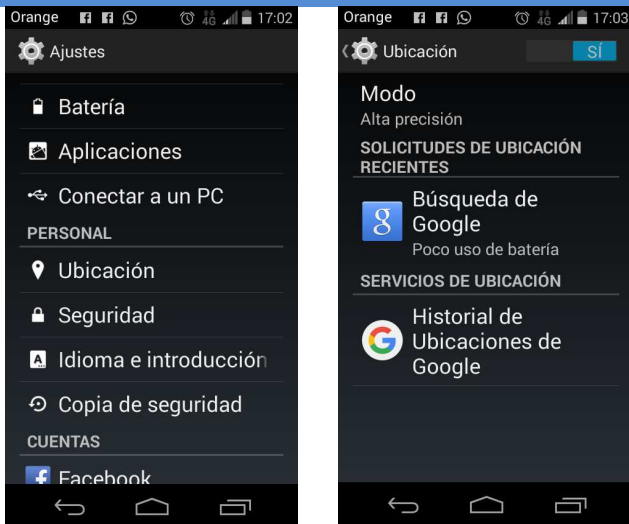 Orange 4G 17:02
Ajustes
Batería
Aplicaciones
Conectar a un PC
PERSONAL
Ubicación
Seguridad
A Idioma e introducción
Copia de seguridad
CUENTAS
f Facebook
Orange 4G 17:03
Ubicación SÍ
Modo
Alta precisión
SOLICITUDES DE UBICACIÓN
RECIENTES
Búsqueda de
g Google
Poco uso de batería
SERVICIOS DE UBICACIÓN
Historial de
G Ubicaciones de
Google